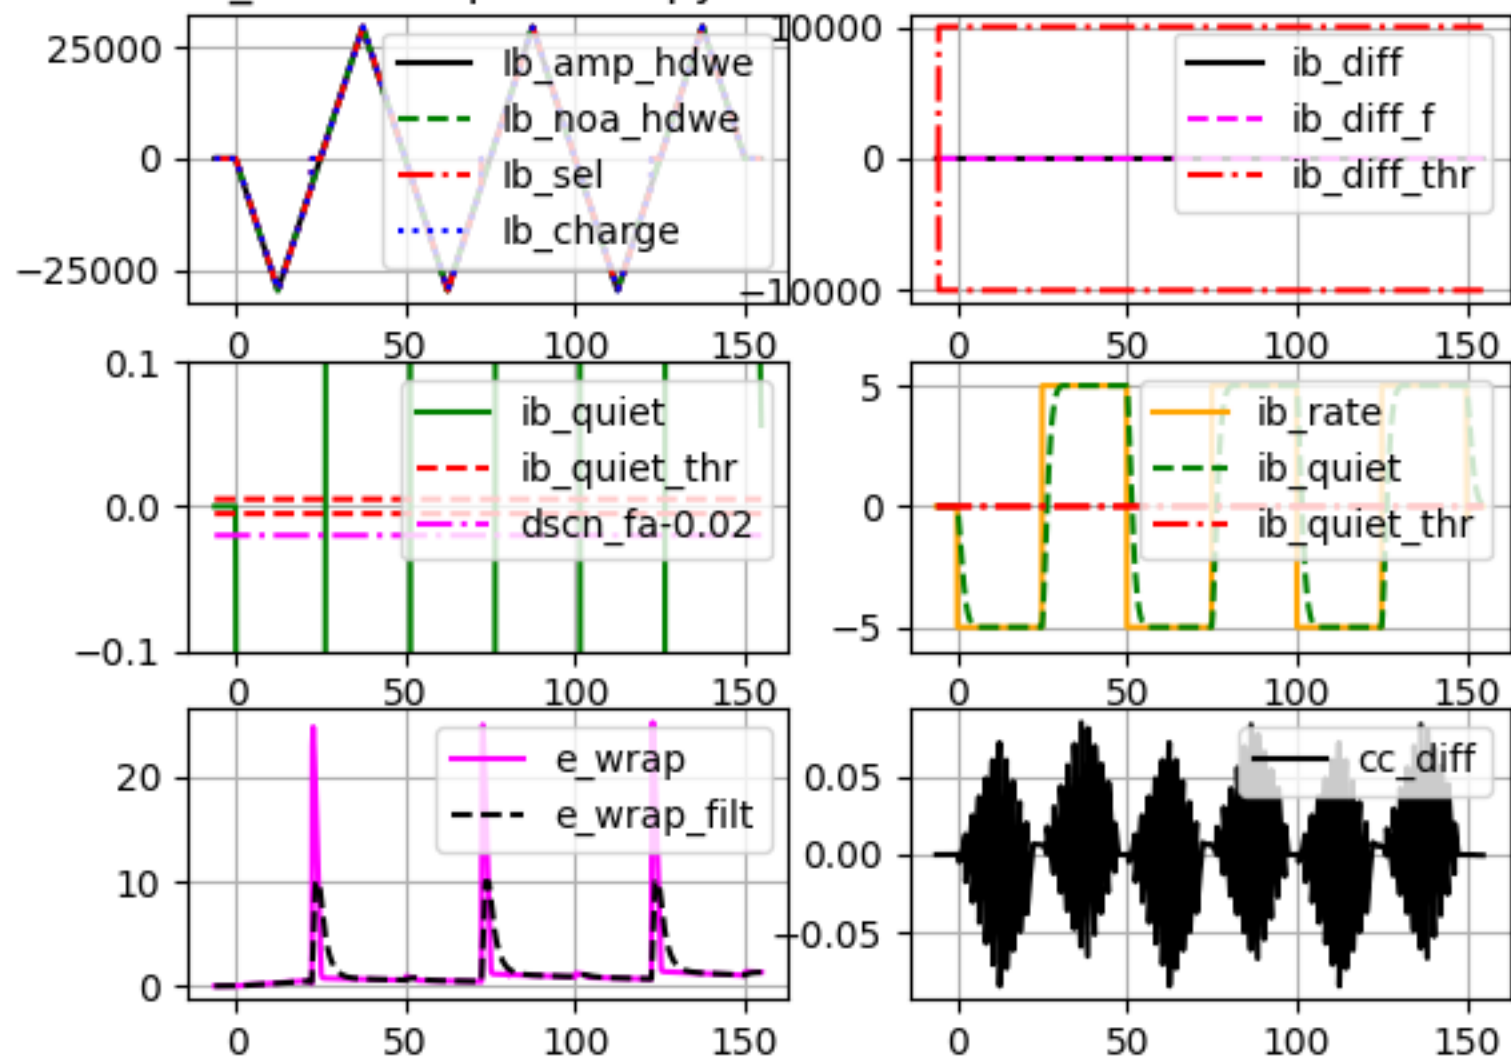 25000
0
−25000
Ib_amp_hdwe
Ib_noa_hdwe
Ib_sel
Ib_charge
0 50 100 150
10000
0
−10000
ib_diff
ib_diff_f
ib_diff_thr
0 50 100 150
0.1
0.0
−0.1
ib_quiet
ib_quiet_thr
dscn_fa-0.02
0 50 100 150
5
0
−5
ib_rate
ib_quiet
ib_quiet_thr
0 50 100 150
20
10
0
e_wrap
e_wrap_filt
0 50 100 150
0.05
0.00
−0.05
cc_diff
0 50 100 150